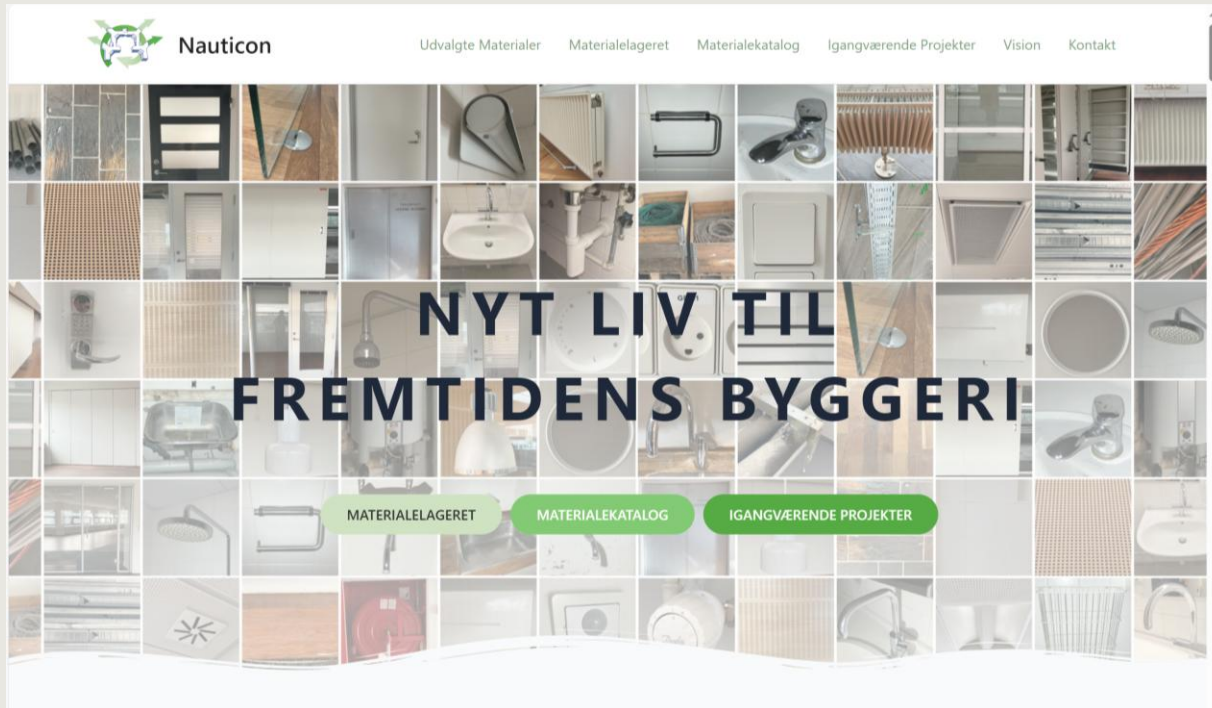 Nauticon
Udvalgte Materialer
Materialelageret
Materialekatalog
Igangværende Projekter
Vision
Kontakt
NYT LIV TIL
FREMTIDENS BYGGERI
MATERIALELAGERET
MATERIALEKATALOG
IGANGVÆRENDE PROJEKTER